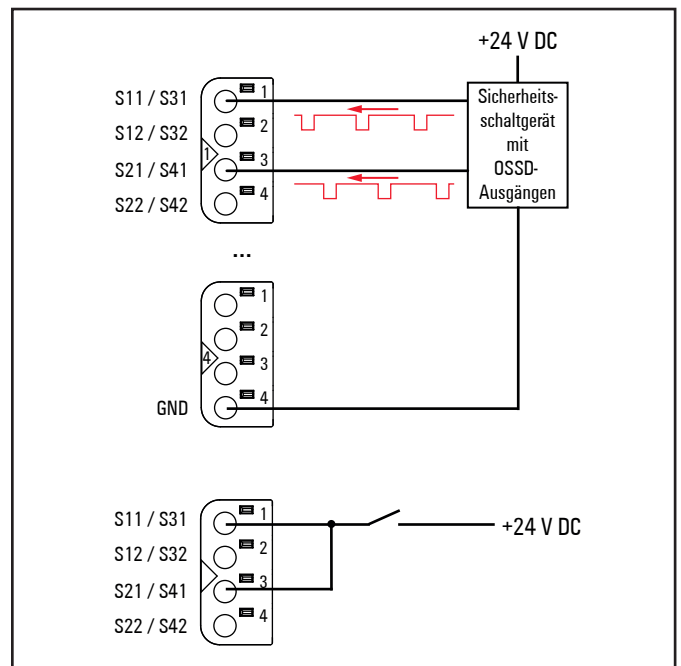 +24 V DC
S11 / S31
1
S12 / S32
2
1
S21 / S41
3
S22 / S42
4
Sicherheits-
schaltgerät
mit
OSSD-
Ausgängen
...
1
2
4
3
GND
4
S11 / S31
1
+24 V DC
S12 / S32
2
S21 / S41
3
S22 / S42
4